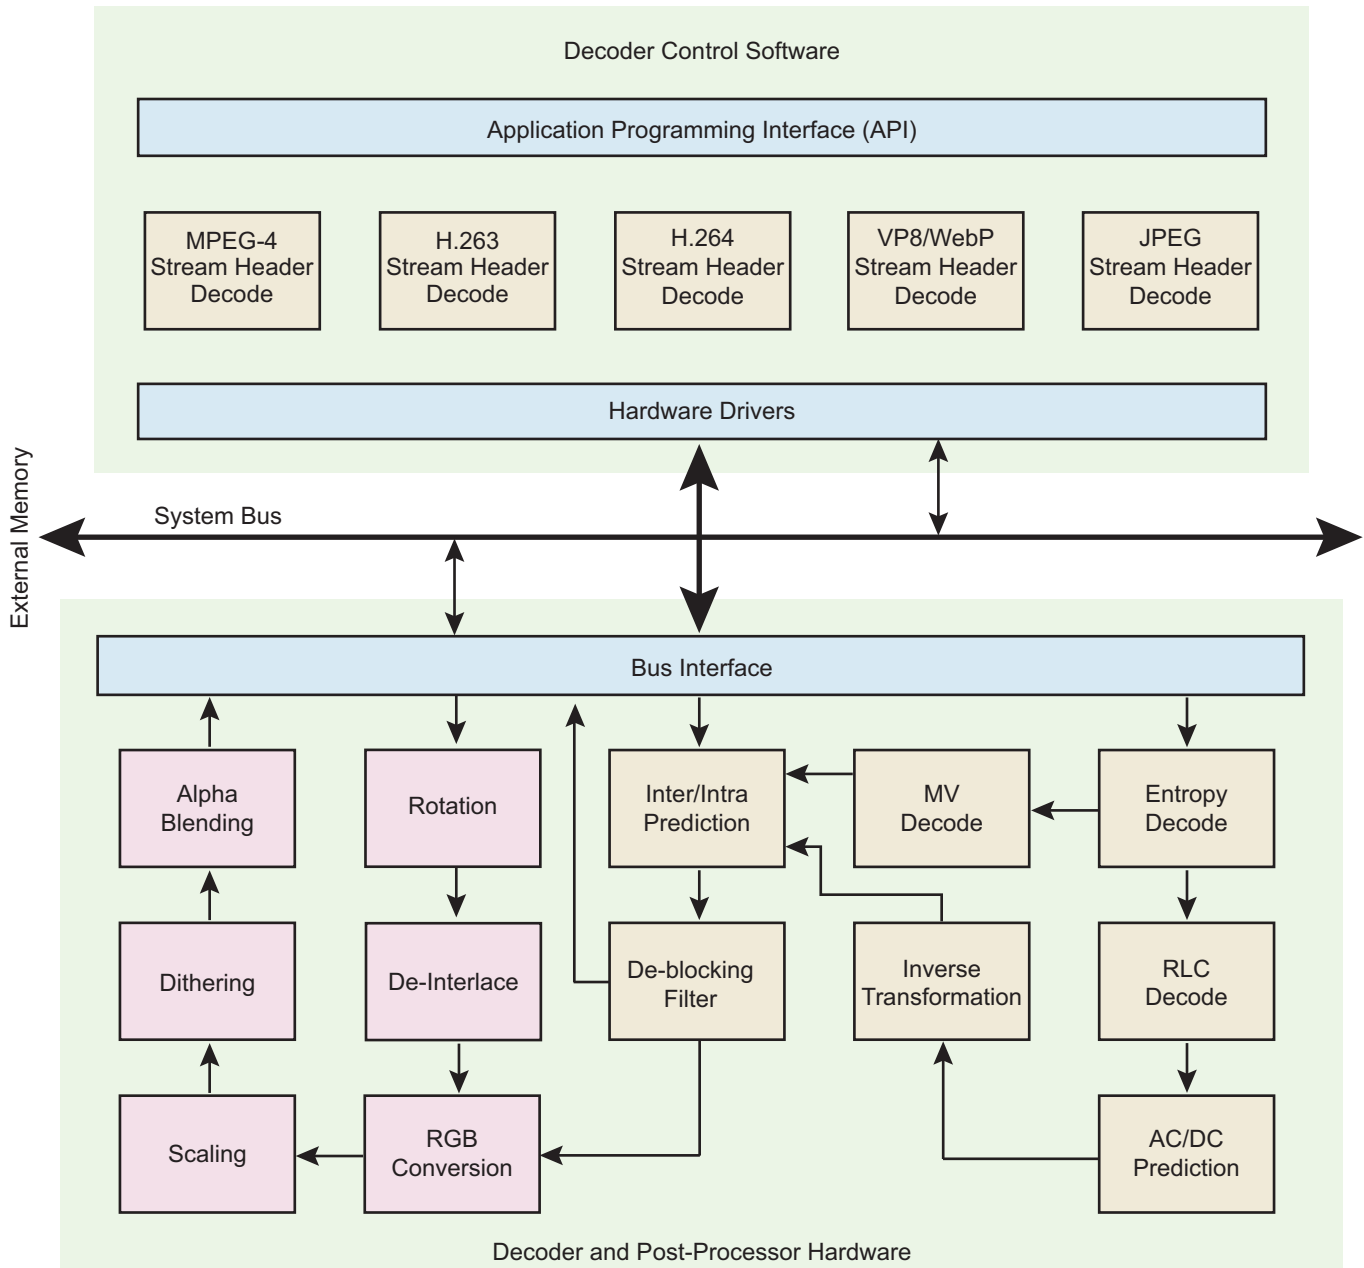 Decoder Control Software
Application Programming Interface (API)
MPEG-4
Stream Header
Decode
H.263
Stream Header
Decode
H.264
Stream Header
Decode
VP8/WebP
Stream Header
Decode
JPEG
Stream Header
Decode
Hardware Drivers
External Memory
System Bus
Bus Interface
Alpha
Blending
Rotation
Inter/Intra
Prediction
MV
Decode
Entropy
Decode
Dithering
De-Interlace
De-blocking
Filter
Inverse
Transformation
RLC
Decode
Scaling
RGB
Conversion
AC/DC
Prediction
Decoder and Post-Processor Hardware